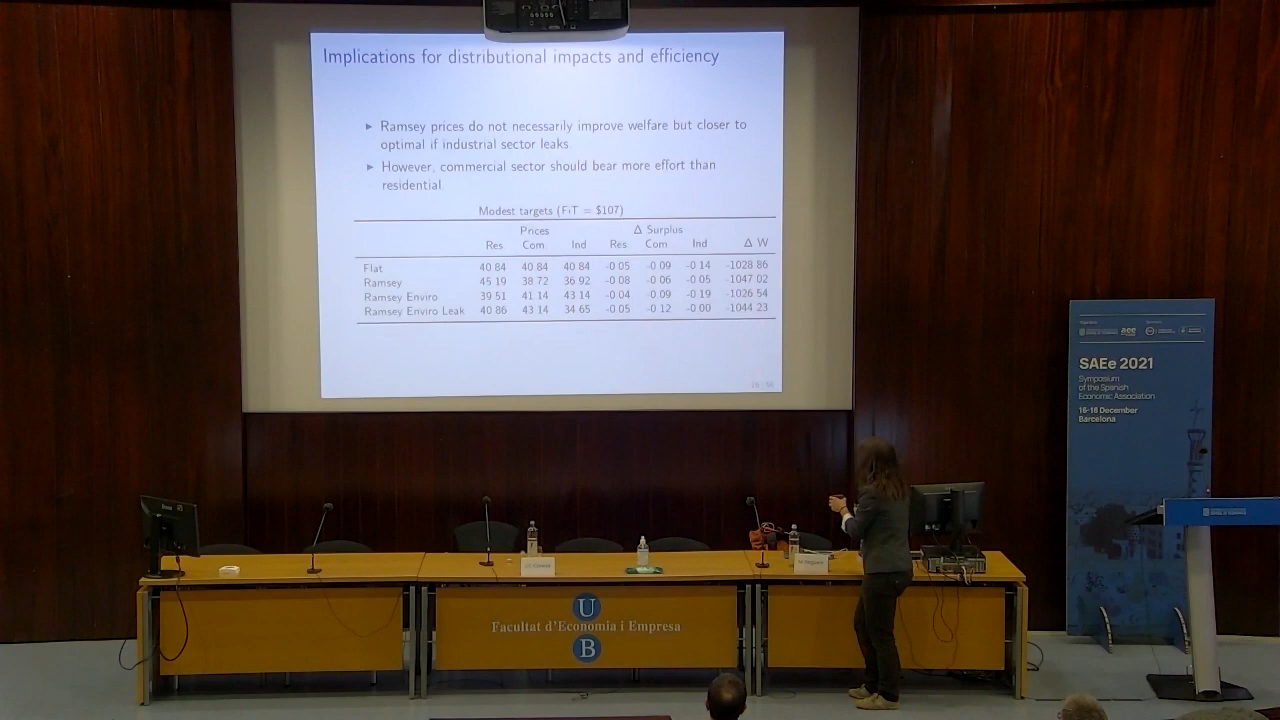 Implications for distributional impacts and efficiency
▶ Ramsey prices do not necessarily improve welfare but closer to
optimal if industrial sector leaks.
▶ However, commercial sector should bear more effort than
residential.
Modest targets (FiT = $107)
Prices Δ Surplus
Res Com Ind Res Com Ind Δ W
Flat 40.84 40.84 40.84 -0.05 -0.09 -0.14 -1028.86
Ramsey 45.19 38.72 36.92 -0.08 -0.06 -0.05 -1047.02
Ramsey Enviro 39.51 41.14 43.14 -0.04 -0.09 -0.19 -1026.54
Ramsey Enviro Leak 40.86 43.14 34.65 -0.05 -0.12 -0.00 -1044.23
SAEe 2021
Symposium
of the Spanish
Economic Association
16-18 December
Barcelona
U
Facultat d'Economia i Empresa
B